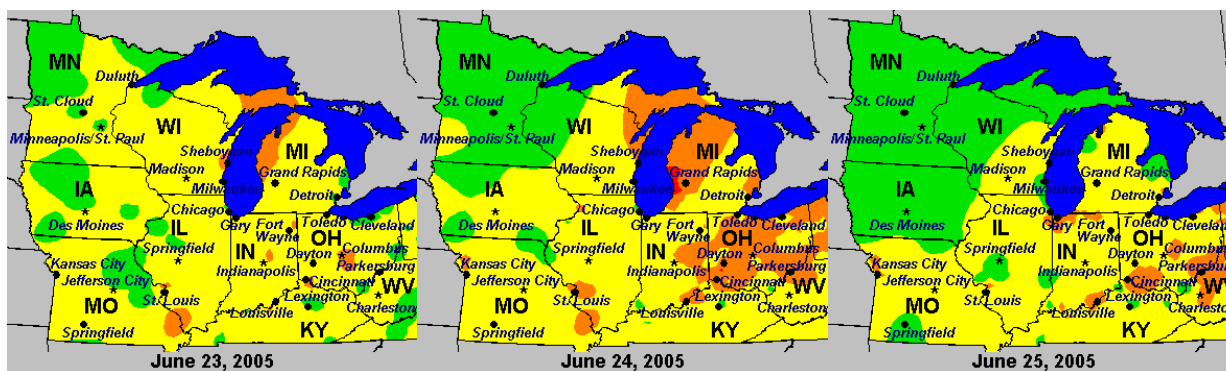 MN
Duluth
St. Cloud
Minneapolis/St. Paul
WI
Sheboygan
MI
Madison
Grand Rapids
IA
Milwaukee
Detroit
Des Moines
Chicago
Toledo
IL
Gary Fort
Cleveland
Springfield
Wayne
OH
IN
Columbus
Kansas City
Dayton
Indianapolis
Parkersburg
Jefferson City
Cincinnati
MO
St. Louis
Lexington
WV
Louisville
Charleston
Springfield
KY
June 23, 2005
MN
Duluth
St. Cloud
Minneapolis/St. Paul
WI
Sheboygan
MI
Madison
Grand Rapids
IA
Milwaukee
Detroit
Des Moines
Chicago
Toledo
IL
Gary Fort
Cleveland
Springfield
Wayne
OH
IN
Columbus
Kansas City
Dayton
Indianapolis
Parkersburg
Jefferson City
Cincinnati
MO
St. Louis
Lexington
WV
Louisville
Charleston
Springfield
KY
June 24, 2005
MN
Duluth
St. Cloud
Minneapolis/St. Paul
WI
Sheboygan
MI
Madison
Grand Rapids
IA
Milwaukee
Detroit
Des Moines
Chicago
Toledo
IL
Gary Fort
Cleveland
Springfield
Wayne
OH
IN
Columbus
Kansas City
Dayton
Indianapolis
Parkersburg
Jefferson City
Cincinnati
MO
St. Louis
Lexington
WV
Louisville
Charleston
Springfield
KY
June 25, 2005